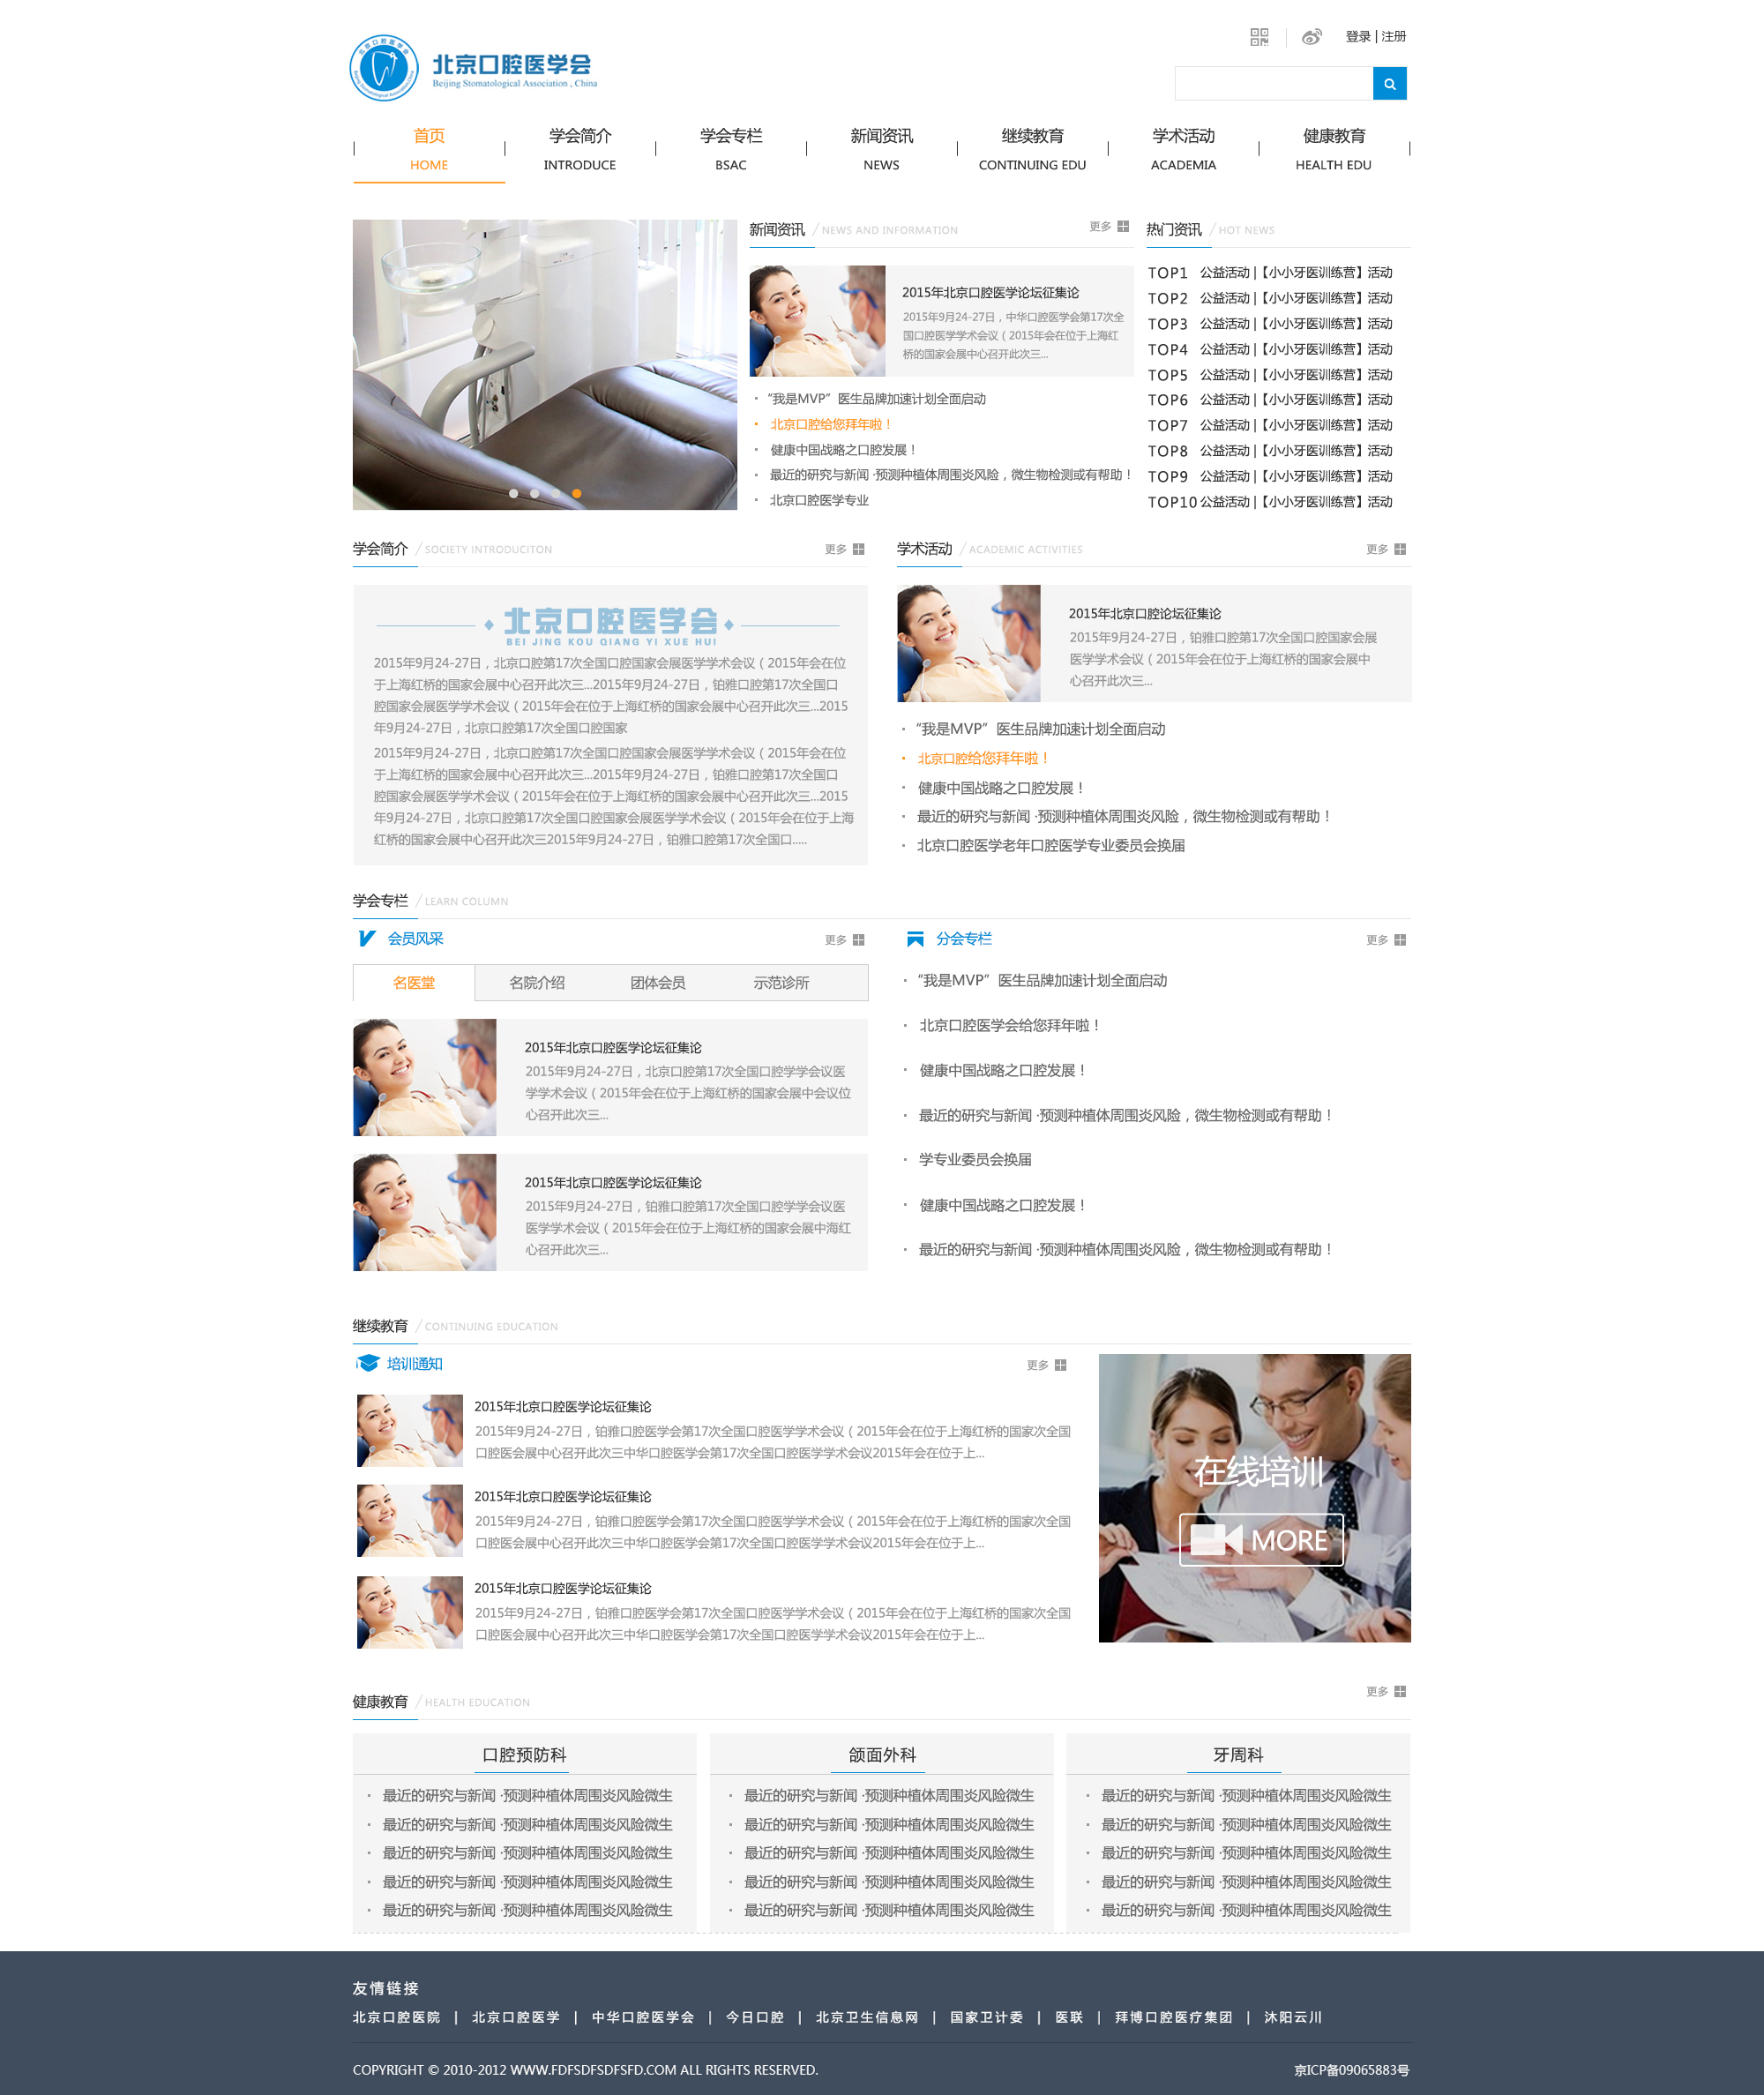 登录 | 注册
北京口腔医学会
Beijing Stomatological Association, China
首页 学会简介 学会专栏 新闻资讯 继续教育 学术活动 健康教育
HOME INTRODUCE BSAC NEWS CONTINUING EDU ACADEMIA HEALTH EDU
新闻资讯 / NEWS AND INFORMATION 更多
2015年北京口腔医学论坛征集论
2015年9月24-27日，中华口腔医学会第17次全
国口腔医学学术会议（2015年会在位于上海红
桥的国家会展中心召开此次三...
“我是MVP”医生品牌加速计划全面启动
北京口腔给您拜年啦！
健康中国战略之口腔发展！
最近的研究与新闻 ·预测种植体周围炎风险，微生物检测或有帮助！
北京口腔医学专业
热门资讯 / HOT NEWS
TOP1 公益活动 |【小小牙医训练营】活动
TOP2 公益活动 |【小小牙医训练营】活动
TOP3 公益活动 |【小小牙医训练营】活动
TOP4 公益活动 |【小小牙医训练营】活动
TOP5 公益活动 |【小小牙医训练营】活动
TOP6 公益活动 |【小小牙医训练营】活动
TOP7 公益活动 |【小小牙医训练营】活动
TOP8 公益活动 |【小小牙医训练营】活动
TOP9 公益活动 |【小小牙医训练营】活动
TOP10 公益活动 |【小小牙医训练营】活动
学会简介 / SOCIETY INTRODUCITON 更多
北京口腔医学会
BEI JING KOU QIANG YI XUE HUI
2015年9月24-27日，北京口腔第17次全国口腔国家会展医学学术会议（2015年会在位
于上海红桥的国家会展中心召开此次三...2015年9月24-27日，铂雅口腔第17次全国口
腔国家会展医学学术会议（2015年会在位于上海红桥的国家会展中心召开此次三...2015
年9月24-27日，北京口腔第17次全国口腔国家
2015年9月24-27日，北京口腔第17次全国口腔国家会展医学学术会议（2015年会在位
于上海红桥的国家会展中心召开此次三...2015年9月24-27日，铂雅口腔第17次全国口
腔国家会展医学学术会议（2015年会在位于上海红桥的国家会展中心召开此次三...2015
年9月24-27日，北京口腔第17次全国口腔国家会展医学学术会议（2015年会在位于上海
红桥的国家会展中心召开此次三2015年9月24-27日，铂雅口腔第17次全国口.....
学术活动 / ACADEMIC ACTIVITIES 更多
2015年北京口腔论坛征集论
2015年9月24-27日，铂雅口腔第17次全国口腔国家会展
医学学术会议（2015年会在位于上海红桥的国家会展中
心召开此次三...
“我是MVP”医生品牌加速计划全面启动
北京口腔给您拜年啦！
健康中国战略之口腔发展！
最近的研究与新闻 ·预测种植体周围炎风险，微生物检测或有帮助！
北京口腔医学老年口腔医学专业委员会换届
学会专栏 / LEARN COLUMN
会员风采 更多
名医堂 名院介绍 团体会员 示范诊所
2015年北京口腔医学论坛征集论
2015年9月24-27日，北京口腔第17次全国口腔学学会议医
学学术会议（2015年会在位于上海红桥的国家会展中会议位
心召开此次三...
2015年北京口腔医学论坛征集论
2015年9月24-27日，铂雅口腔第17次全国口腔学学会议医
医学学术会议（2015年会在位于上海红桥的国家会展中海红
心召开此次三...
分会专栏 更多
“我是MVP”医生品牌加速计划全面启动
北京口腔医学会给您拜年啦！
健康中国战略之口腔发展！
最近的研究与新闻 ·预测种植体周围炎风险，微生物检测或有帮助！
学专业委员会换届
健康中国战略之口腔发展！
最近的研究与新闻 ·预测种植体周围炎风险，微生物检测或有帮助！
继续教育 / CONTINUING EDUCATION
培训通知 更多
2015年北京口腔医学论坛征集论
2015年9月24-27日，铂雅口腔医学会第17次全国口腔医学学术会议（2015年会在位于上海红桥的国家次全国
口腔医会展中心召开此次三中华口腔医学会第17次全国口腔医学学术会议2015年会在位于上...
2015年北京口腔医学论坛征集论
2015年9月24-27日，铂雅口腔医学会第17次全国口腔医学学术会议（2015年会在位于上海红桥的国家次全国
口腔医会展中心召开此次三中华口腔医学会第17次全国口腔医学学术会议2015年会在位于上...
2015年北京口腔医学论坛征集论
2015年9月24-27日，铂雅口腔医学会第17次全国口腔医学学术会议（2015年会在位于上海红桥的国家次全国
口腔医会展中心召开此次三中华口腔医学会第17次全国口腔医学学术会议2015年会在位于上...
在线培训
MORE
健康教育 / HEALTH EDUCATION 更多
口腔预防科
最近的研究与新闻 ·预测种植体周围炎风险微生
最近的研究与新闻 ·预测种植体周围炎风险微生
最近的研究与新闻 ·预测种植体周围炎风险微生
最近的研究与新闻 ·预测种植体周围炎风险微生
最近的研究与新闻 ·预测种植体周围炎风险微生
颌面外科
最近的研究与新闻 ·预测种植体周围炎风险微生
最近的研究与新闻 ·预测种植体周围炎风险微生
最近的研究与新闻 ·预测种植体周围炎风险微生
最近的研究与新闻 ·预测种植体周围炎风险微生
最近的研究与新闻 ·预测种植体周围炎风险微生
牙周科
最近的研究与新闻 ·预测种植体周围炎风险微生
最近的研究与新闻 ·预测种植体周围炎风险微生
最近的研究与新闻 ·预测种植体周围炎风险微生
最近的研究与新闻 ·预测种植体周围炎风险微生
最近的研究与新闻 ·预测种植体周围炎风险微生
友情链接
北京口腔医院 | 北京口腔医学 | 中华口腔医学会 | 今日口腔 | 北京卫生信息网 | 国家卫计委 | 医联 | 拜博口腔医疗集团 | 沐阳云川
COPYRIGHT © 2010-2012 WWW.FDFSDFSDFSFD.COM ALL RIGHTS RESERVED. 京ICP备09065883号